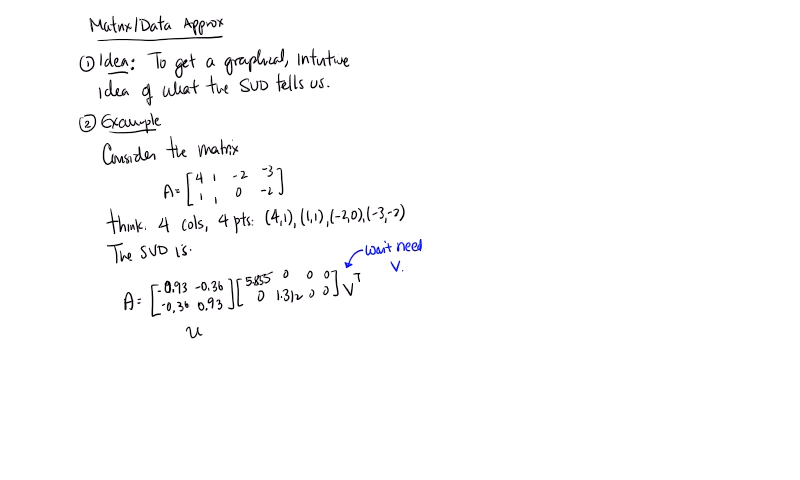 Matrix/Data Approx
① Idea: To get a graphical, intuitive
idea of what the SVD tells us.
② Example
Consider the matrix
A = [4 1 -2 -3
1 1 0 -2]
think. 4 cols, 4 pts: (4,1), (1,1), (-2,0), (-3,-2)
The SVD is:
won't need
V.
A = [-0.93 -0.36
-0.36 0.93] [5.835 0 0 0
0 1.312 0 0] V^T
U